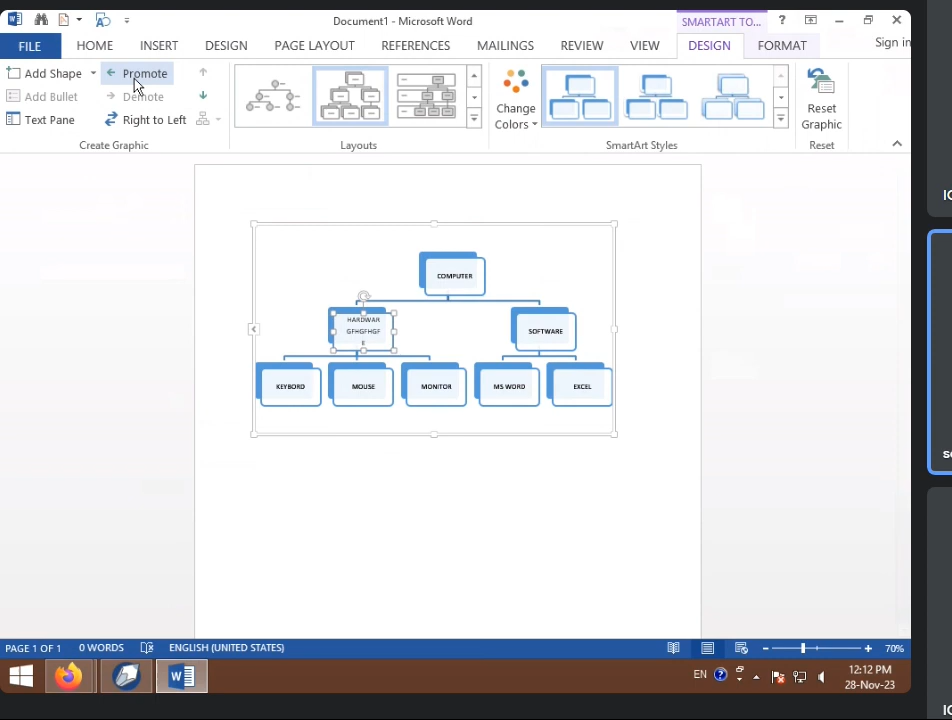 Document1 - Microsoft Word
SMARTART TO...
?
FILE
HOME
INSERT
DESIGN
PAGE LAYOUT
REFERENCES
MAILINGS
REVIEW
VIEW
DESIGN
FORMAT
Sign in
Add Shape
Promote
Add Bullet
Demote
Text Pane
Right to Left
Create Graphic
Layouts
Change
Colors
SmartArt Styles
Reset
Graphic
Reset
COMPUTER
HARDWAR
GFHGFHGF
E
SOFTWARE
KEYBORD
MOUSE
MONITOR
MS WORD
EXCEL
PAGE 1 OF 1
0 WORDS
ENGLISH (UNITED STATES)
70%
EN
12:12 PM
28-Nov-23